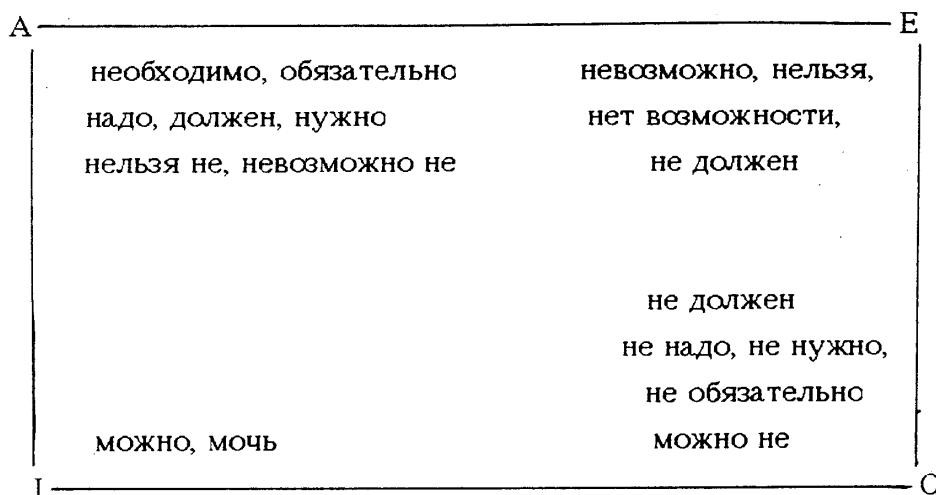 A E
необходимо, обязательно невозможно, нельзя,
надо, должен, нужно нет возможности,
нельзя не, невозможно не не должен
не должен
не надо, не нужно,
не обязательно
можно, мочь можно не
I O